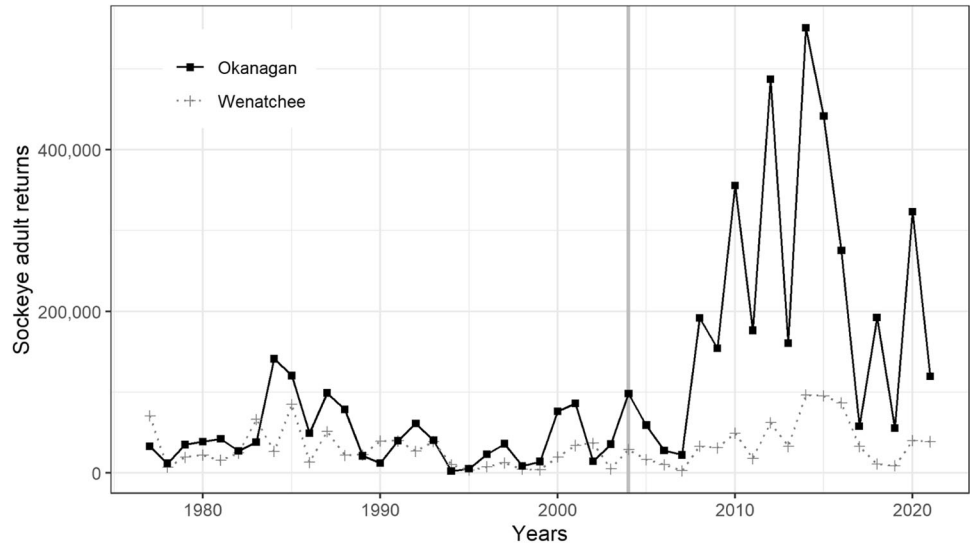 Okanagan
Wenatchee
Sockeye adult returns
400,000
200,000
0
1980 1990 2000 2010 2020
Years